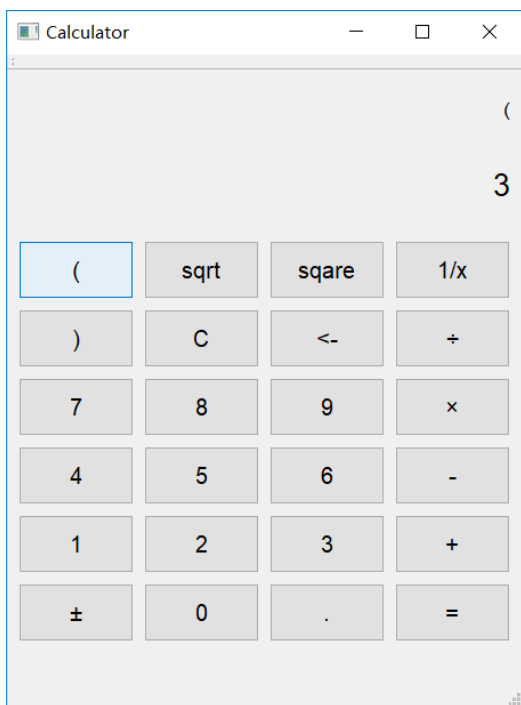 Calculator
(
3
( sqrt sqare 1/x
) C <- ÷
7 8 9 ×
4 5 6 -
1 2 3 +
± 0 . =